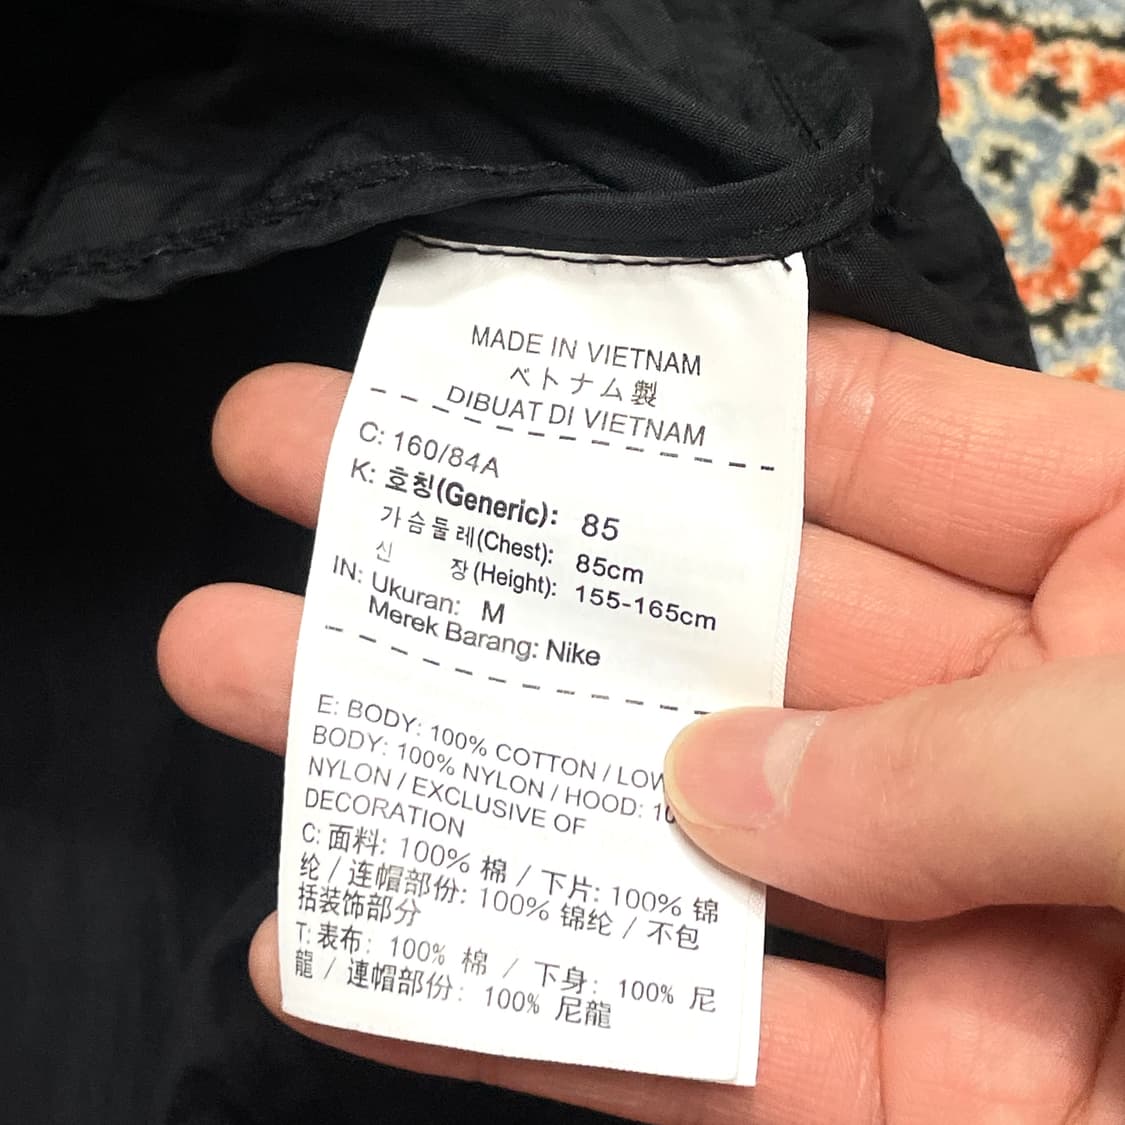 MADE IN VIETNAM
ベトナム製
DIBUAT DI VIETNAM
C: 160/84A
K: 호칭(Generic): 85
가슴둘레(Chest): 85cm
신 장(Height): 155-165cm
IN: Ukuran: M
Merek Barang: Nike
E: BODY: 100% COTTON /
BODY: 100% NYLON / HOOD:
NYLON / EXCLUSIVE OF
DECORATION
C: 面料: 100% 棉 / 下片: 100% 锦
纶 / 连帽部份: 100% 锦纶 / 不包
括装饰部分
T: 表布: 100% 棉 / 下身: 100% 尼
龍 / 連帽部份: 100% 尼龍